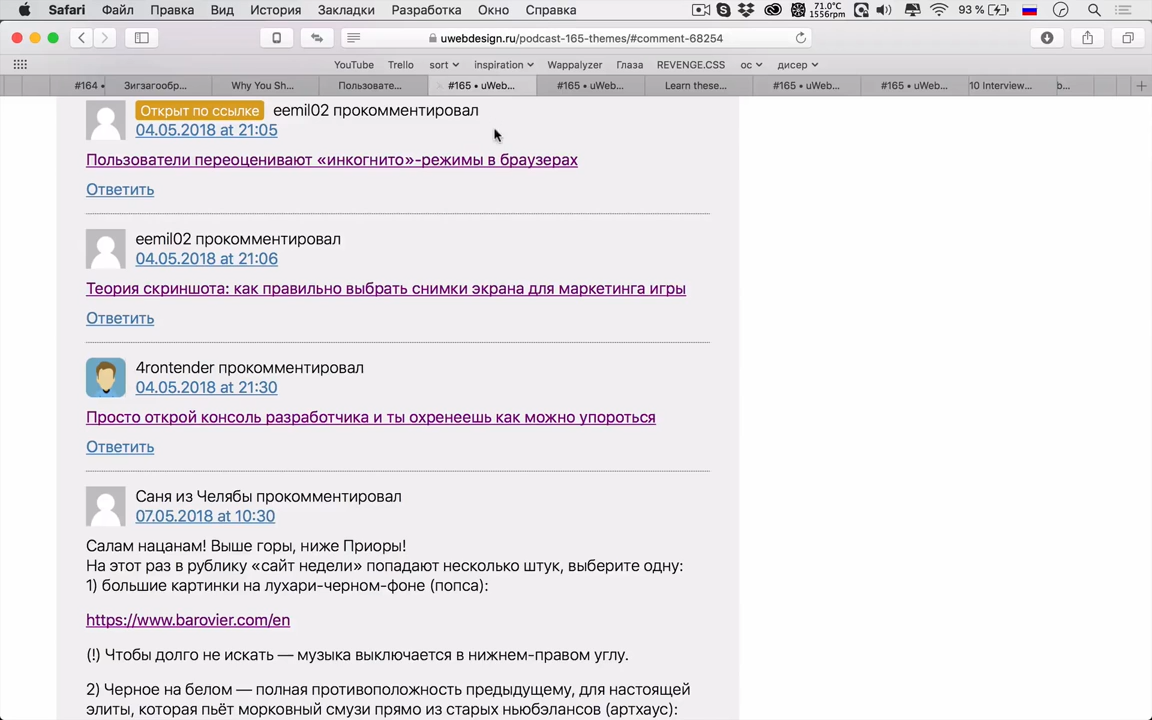 Safari Файл Правка Вид История Закладки Разработка Окно Справка 71.0°C 1556rpm 93 %
uwebdesign.ru/podcast-165-themes/#comment-68254
YouTube Trello sort inspiration Wappalyzer Глаза REVENGE.CSS ос дисер
#164 • Зигзагообр... Why You Sh... Пользовате... #165 • uWeb... #165 • uWeb... Learn these... #165 • uWeb... #165 • uWeb... 10 Interview... b...
Открыт по ссылке eemil02 прокомментировал
04.05.2018 at 21:05
Пользователи переоценивают «инкогнито»-режимы в браузерах
Ответить
eemil02 прокомментировал
04.05.2018 at 21:06
Теория скриншота: как правильно выбрать снимки экрана для маркетинга игры
Ответить
4rontender прокомментировал
04.05.2018 at 21:30
Просто открой консоль разработчика и ты охренеешь как можно упороться
Ответить
Саня из Челябы прокомментировал
07.05.2018 at 10:30
Салам нацанам! Выше горы, ниже Приоры!
На этот раз в рубрику «сайт недели» попадают несколько штук, выберите одну:
1) большие картинки на лухари-черном-фоне (попса):
https://www.barovier.com/en
(!) Чтобы долго не искать — музыка выключается в нижнем-правом углу.
2) Черное на белом — полная противоположность предыдущему, для настоящей
элиты, которая пьёт морковный смузи прямо из старых ньюбэлансов (артхаус):